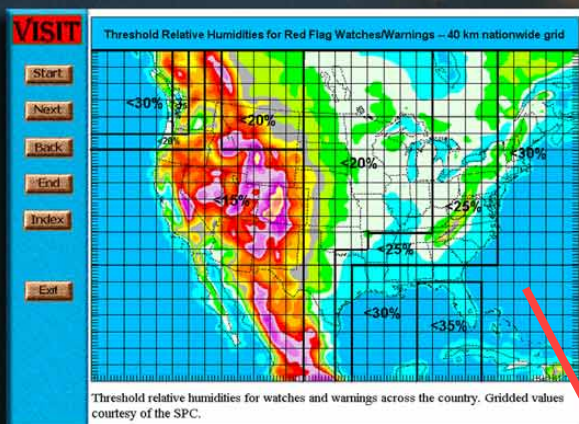 VISIT
Threshold Relative Humidities for Red Flag Watches/Warnings -- 40 km nationwide grid
Start
Next
Back
End
Index
Exit
<30%
<20%
<20%
<20%
<30%
<15%
<25%
<25%
<30%
<35%
Threshold relative humidities for watches and warnings across the country. Gridded values
courtesy of the SPC.